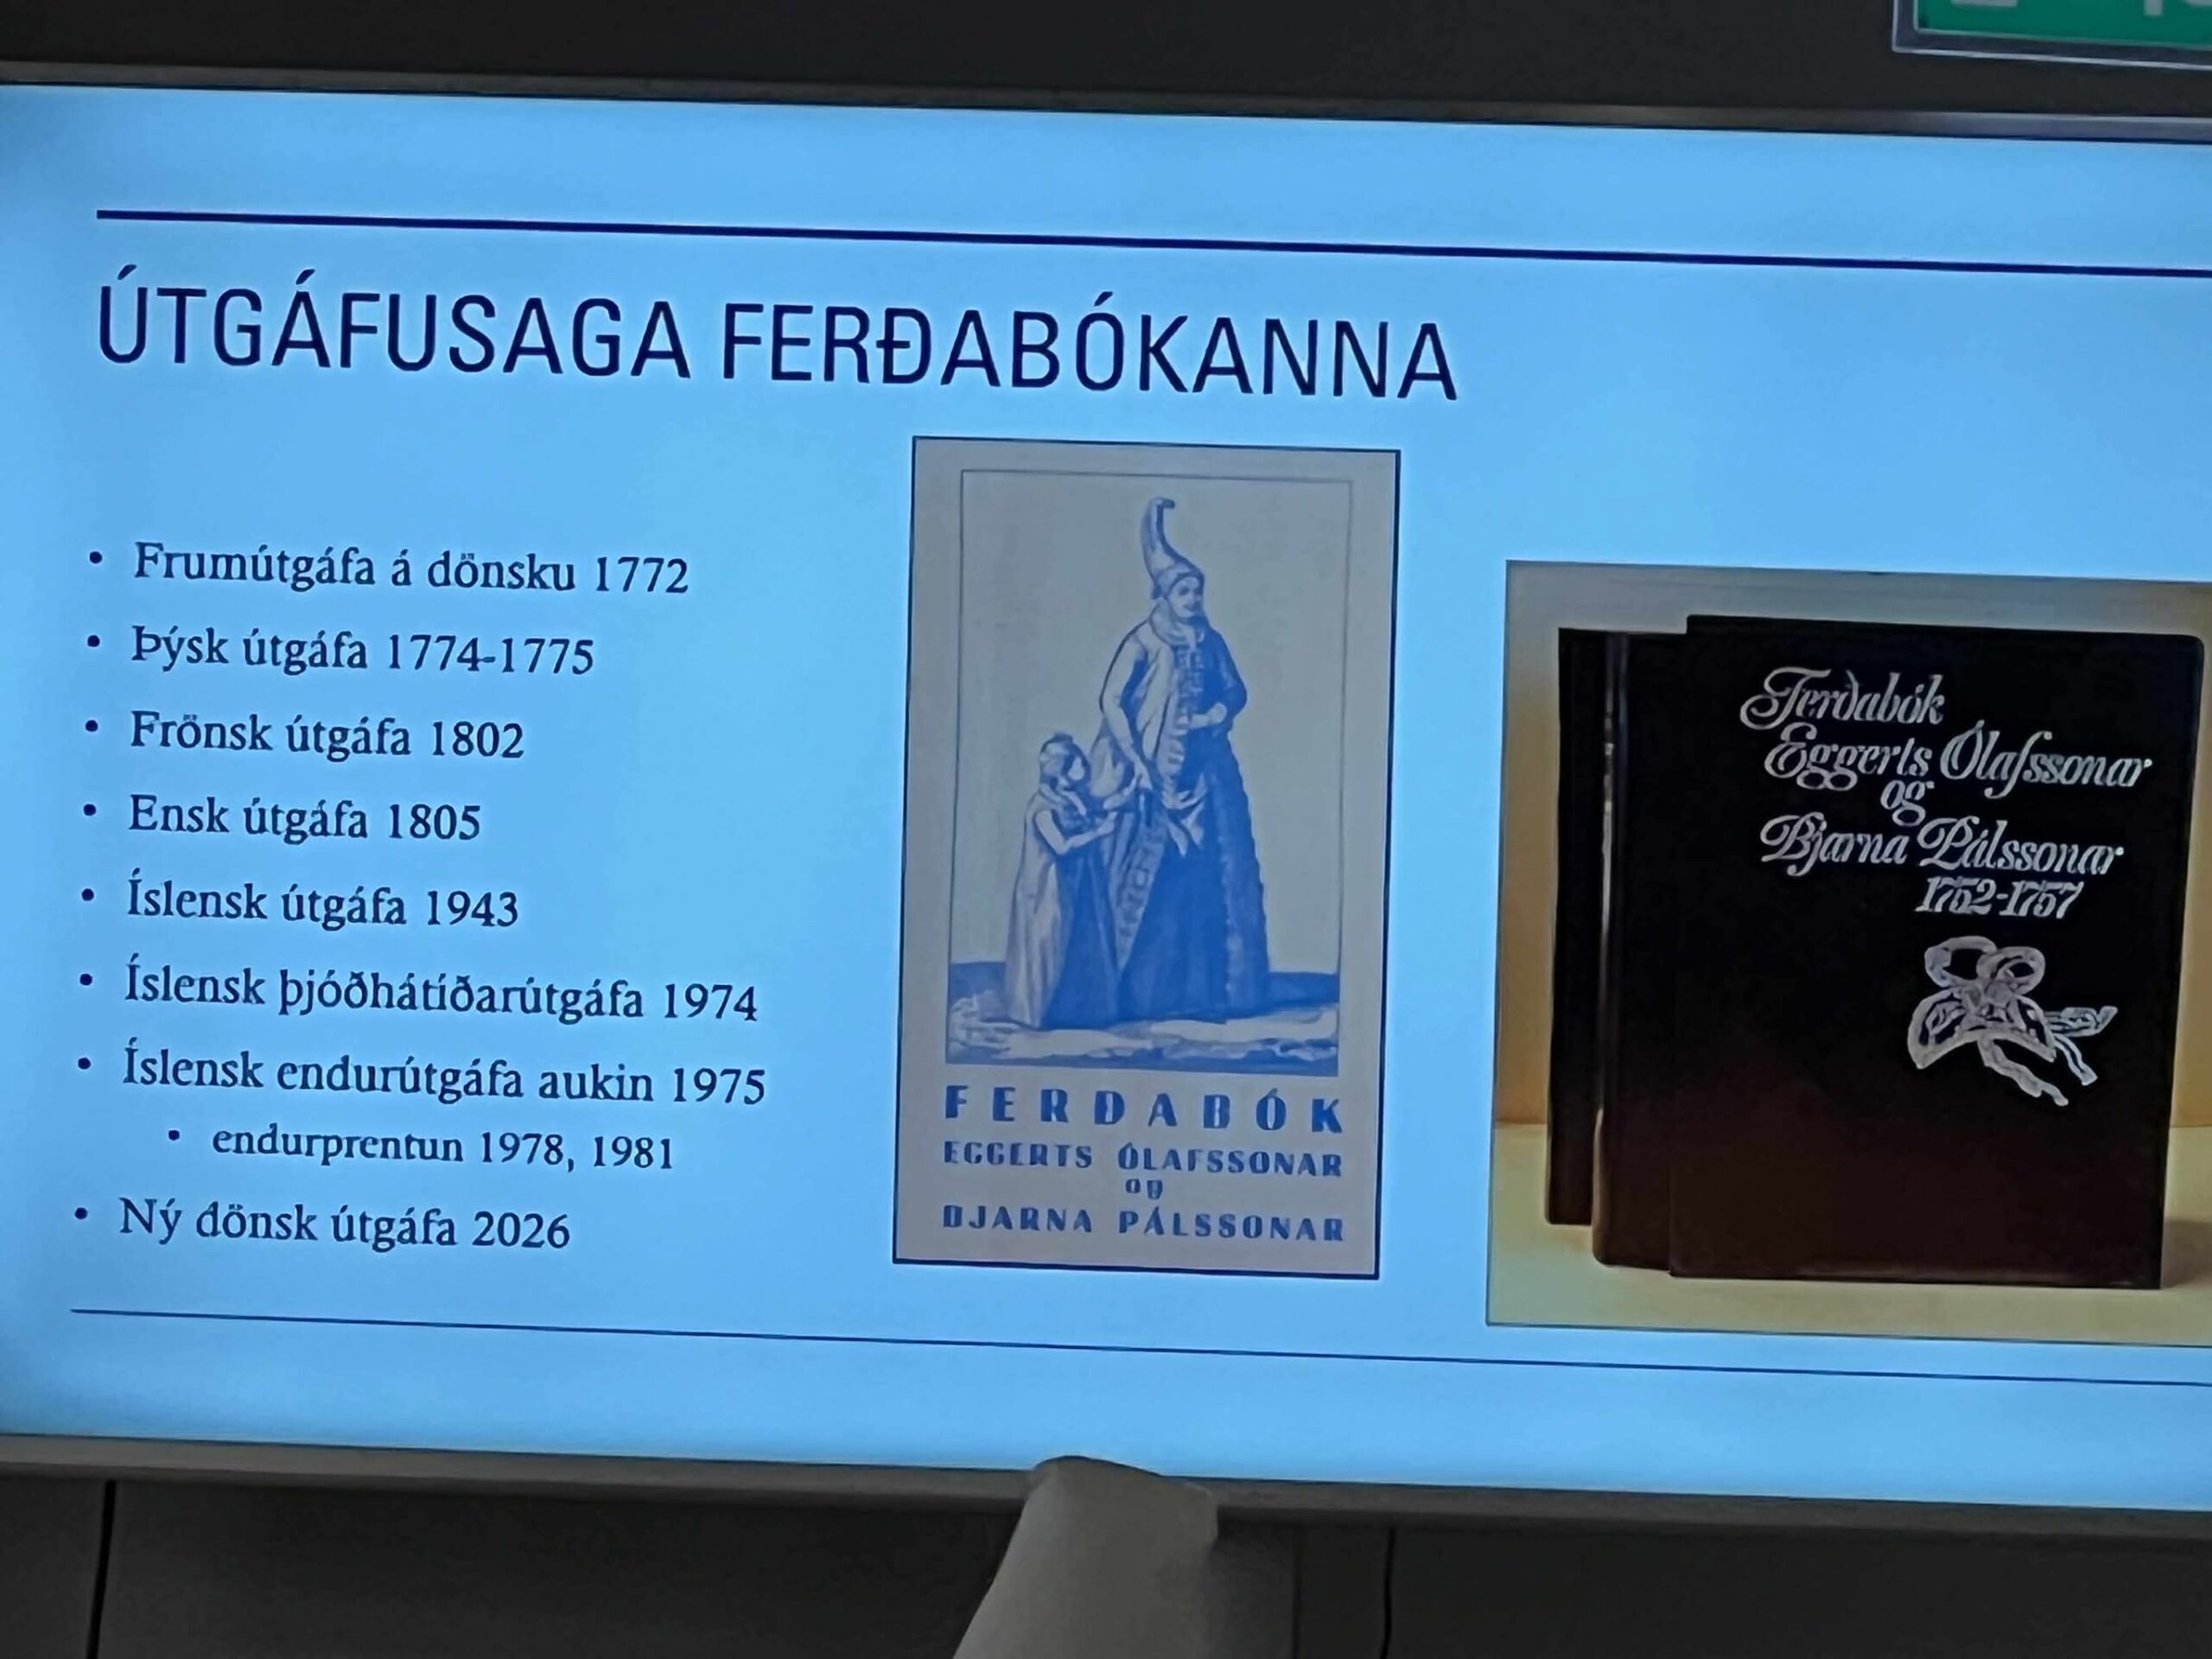 ÚTGÁFUSAGA FERÐABÓKANNA
• Frumútgáfa á dönsku 1772
• Þýsk útgáfa 1774-1775
• Frönsk útgáfa 1802
• Ensk útgáfa 1805
• Íslensk útgáfa 1943
• Íslensk þjóðhátíðarútgáfa 1974
• Íslensk endurútgáfa aukin 1975
• endurprentun 1978, 1981
• Ný dönsk útgáfa 2026
FERÐABÓK
EGGERTS ÓLAFSSONAR
og
BJARNA PÁLSSONAR
Ferðabók
Eggerts Ólafssonar
og
Bjarna Pálssonar
1752-1757